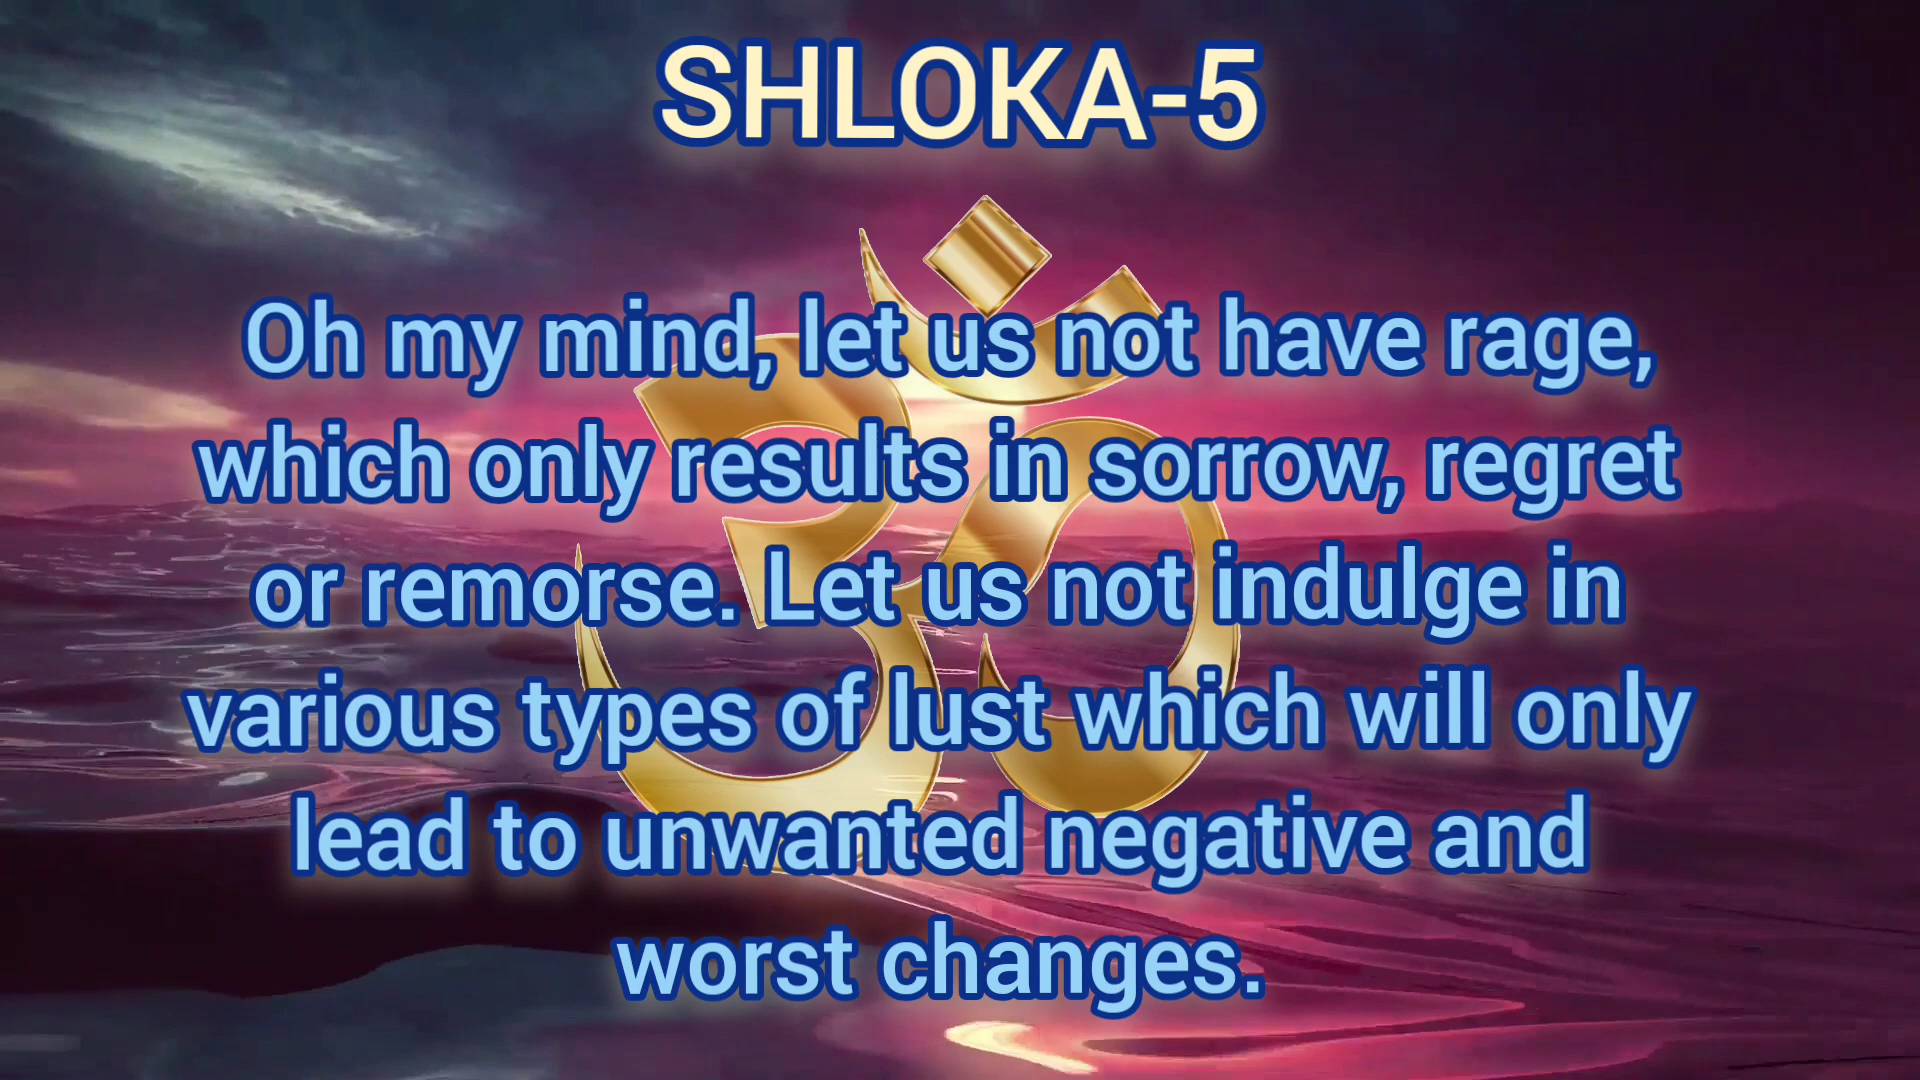 SHLOKA-5
Oh my mind, let us not have rage,
which only results in sorrow, regret
or remorse. Let us not indulge in
various types of lust which will only
lead to unwanted negative and
worst changes.